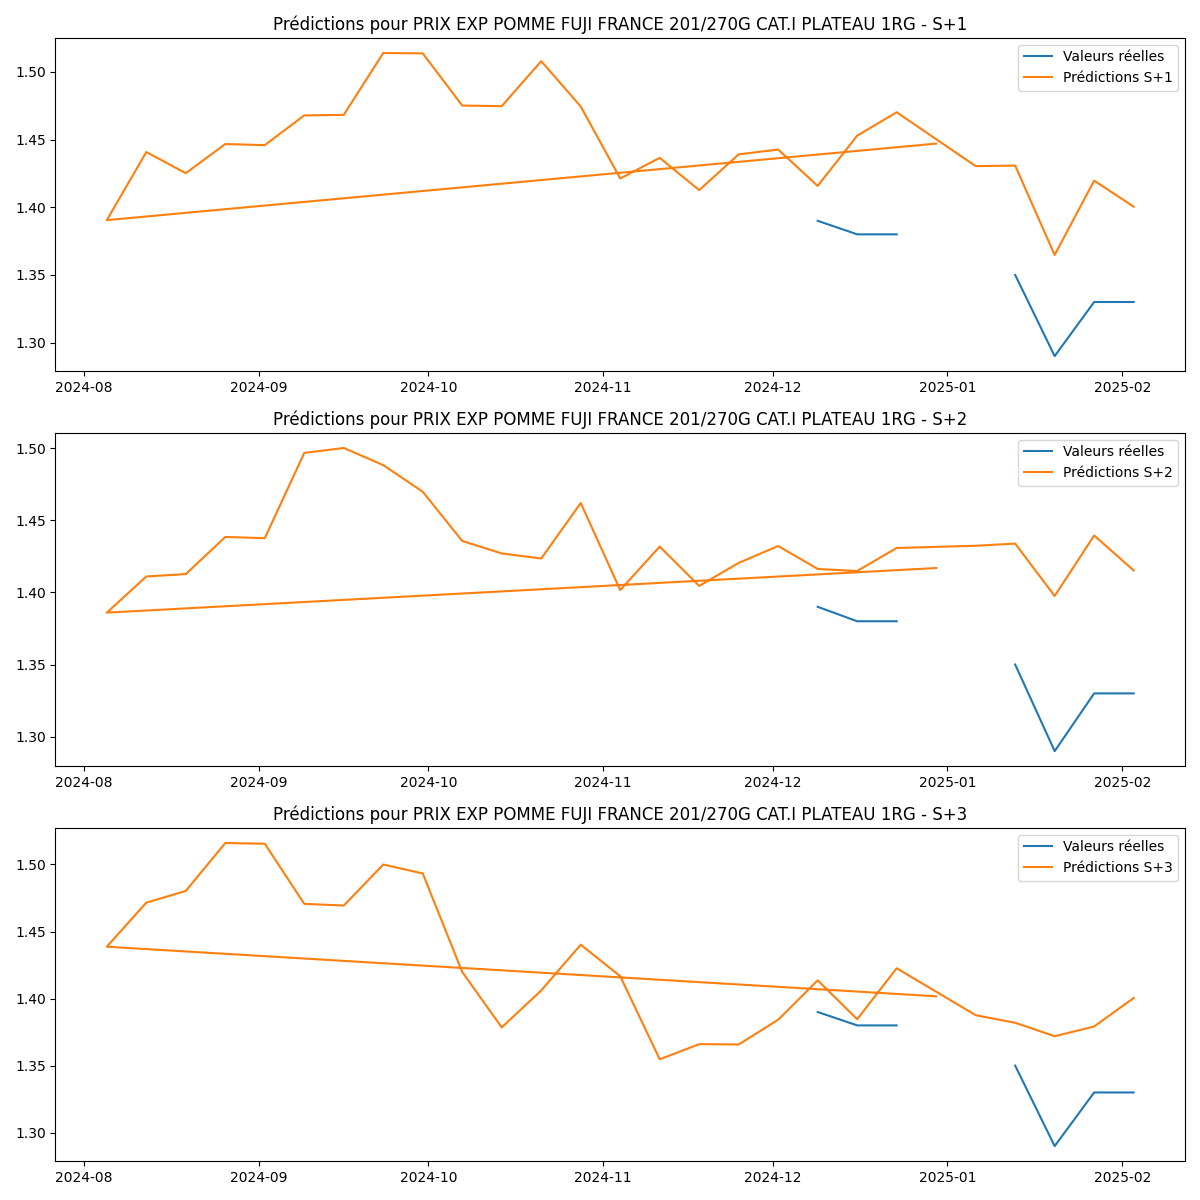 Prédictions pour PRIX EXP POMME FUJI FRANCE 201/270G CAT.I PLATEAU 1RG - S+1
Valeurs réelles
Prédictions S+1
1.50
1.45
1.40
1.35
1.30
2024-08 2024-09 2024-10 2024-11 2024-12 2025-01 2025-02
Prédictions pour PRIX EXP POMME FUJI FRANCE 201/270G CAT.I PLATEAU 1RG - S+2
Valeurs réelles
Prédictions S+2
1.50
1.45
1.40
1.35
1.30
2024-08 2024-09 2024-10 2024-11 2024-12 2025-01 2025-02
Prédictions pour PRIX EXP POMME FUJI FRANCE 201/270G CAT.I PLATEAU 1RG - S+3
Valeurs réelles
Prédictions S+3
1.50
1.45
1.40
1.35
1.30
2024-08 2024-09 2024-10 2024-11 2024-12 2025-01 2025-02